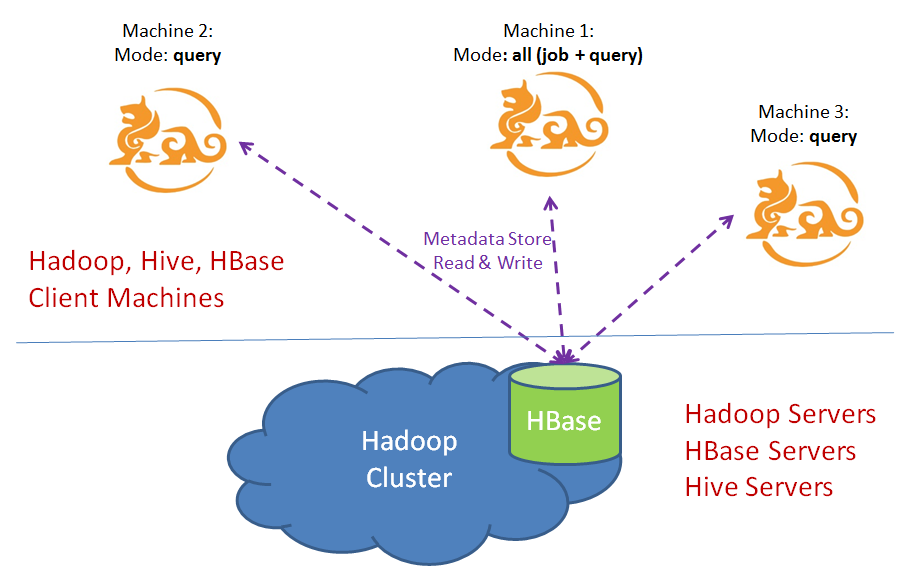 Machine 2:
Mode: query
Machine 1:
Mode: all (job + query)
Machine 3:
Mode: query
Metadata Store
Read & Write
Hadoop, Hive, HBase
Client Machines
HBase
Hadoop
Cluster
Hadoop Servers
HBase Servers
Hive Servers